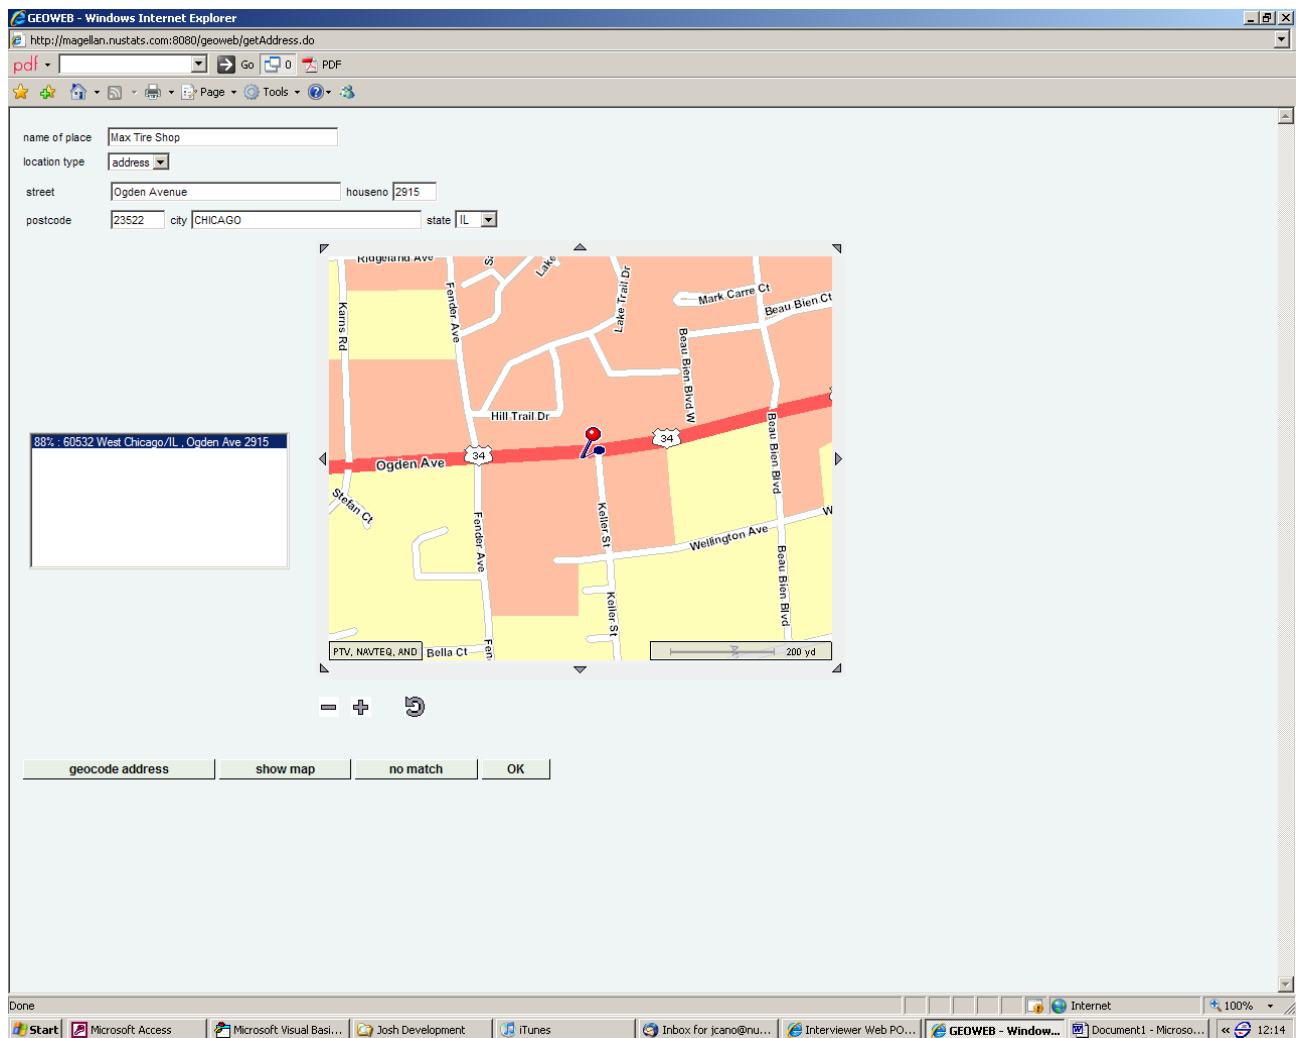 GEOWEB - Windows Internet Explorer
http://magellan.nustats.com:8080/geoweb/getAddress.do
pdf Go 0 PDF
Page Tools
name of place Max Tire Shop
location type address
street Ogden Avenue houseno 2915
postcode 23522 city CHICAGO state IL
88% : 60532 West Chicago/IL , Ogden Ave 2915
Ridgeland Ave
Lake
Lake Trail Dr
Mark Carre Ct
Beau Bien Ct
Karns Rd
Fender Ave
Beau Bien Blvd W
Hill Trail Dr
34
34
Ogden Ave
Beau Bien Blvd
Stefan Ct
Keller St
Fender Ave
Wellington Ave
W
Beau Bien Blvd
Keller St
Fen
PTV, NAVTEQ, AND
Bella Ct
200 yd
geocode address show map no match OK
Done Internet 100%
Start Microsoft Access Microsoft Visual Basi... Josh Development iTunes Inbox for jcano@nu... Interviewer Web PO... GEOWEB - Window... Document1 - Microso... « 12:14